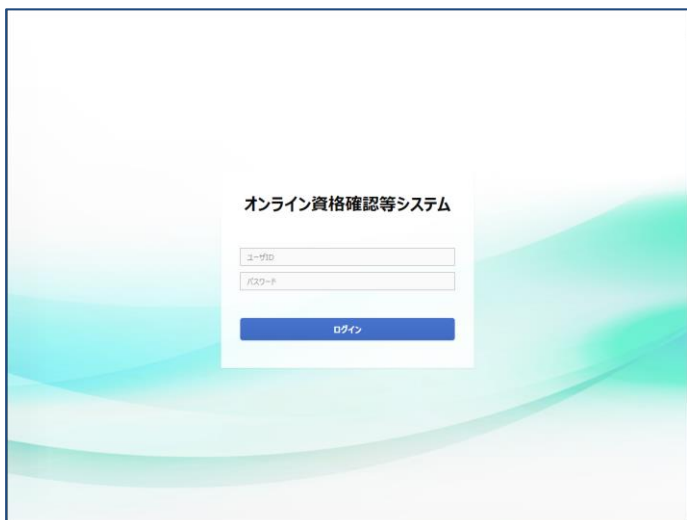 オンライン資格確認等システム
ユーザID
パスワード
ログイン